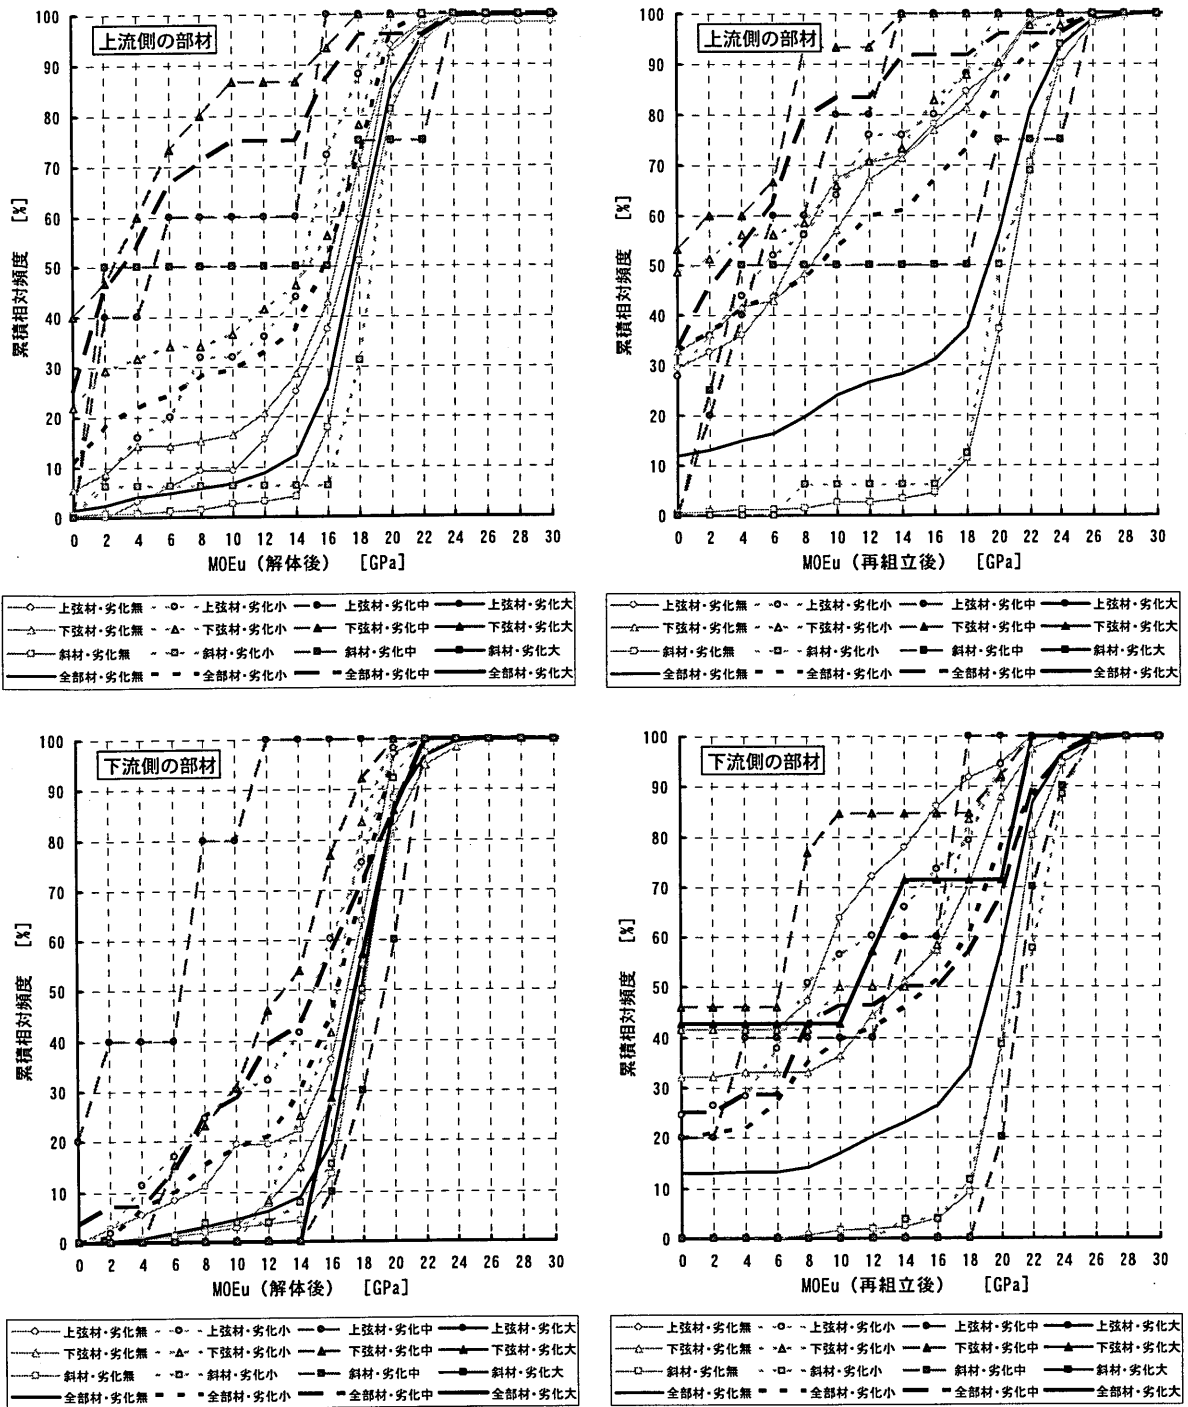 上流側の部材
100
90
80
70
60
50
40
30
20
10
0
累積相対頻度 [%]
0 2 4 6 8 10 12 14 16 18 20 22 24 26 28 30
MOEu (解体後) [GPa]
上弦材・劣化無 上弦材・劣化小 上弦材・劣化中 上弦材・劣化大
下弦材・劣化無 下弦材・劣化小 下弦材・劣化中 下弦材・劣化大
斜材・劣化無 斜材・劣化小 斜材・劣化中 斜材・劣化大
全部材・劣化無 全部材・劣化小 全部材・劣化中 全部材・劣化大
上流側の部材
100
90
80
70
60
50
40
30
20
10
0
累積相対頻度 [%]
0 2 4 6 8 10 12 14 16 18 20 22 24 26 28 30
MOEu (再組立後) [GPa]
上弦材・劣化無 上弦材・劣化小 上弦材・劣化中 上弦材・劣化大
下弦材・劣化無 下弦材・劣化小 下弦材・劣化中 下弦材・劣化大
斜材・劣化無 斜材・劣化小 斜材・劣化中 斜材・劣化大
全部材・劣化無 全部材・劣化小 全部材・劣化中 全部材・劣化大
下流側の部材
100
90
80
70
60
50
40
30
20
10
0
累積相対頻度 [%]
0 2 4 6 8 10 12 14 16 18 20 22 24 26 28 30
MOEu (解体後) [GPa]
上弦材・劣化無 上弦材・劣化小 上弦材・劣化中 上弦材・劣化大
下弦材・劣化無 下弦材・劣化小 下弦材・劣化中 下弦材・劣化大
斜材・劣化無 斜材・劣化小 斜材・劣化中 斜材・劣化大
全部材・劣化無 全部材・劣化小 全部材・劣化中 全部材・劣化大
下流側の部材
100
90
80
70
60
50
40
30
20
10
0
累積相対頻度 [%]
0 2 4 6 8 10 12 14 16 18 20 22 24 26 28 30
MOEu (再組立後) [GPa]
上弦材・劣化無 上弦材・劣化小 上弦材・劣化中 上弦材・劣化大
下弦材・劣化無 下弦材・劣化小 下弦材・劣化中 下弦材・劣化大
斜材・劣化無 斜材・劣化小 斜材・劣化中 斜材・劣化大
全部材・劣化無 全部材・劣化小 全部材・劣化中 全部材・劣化大